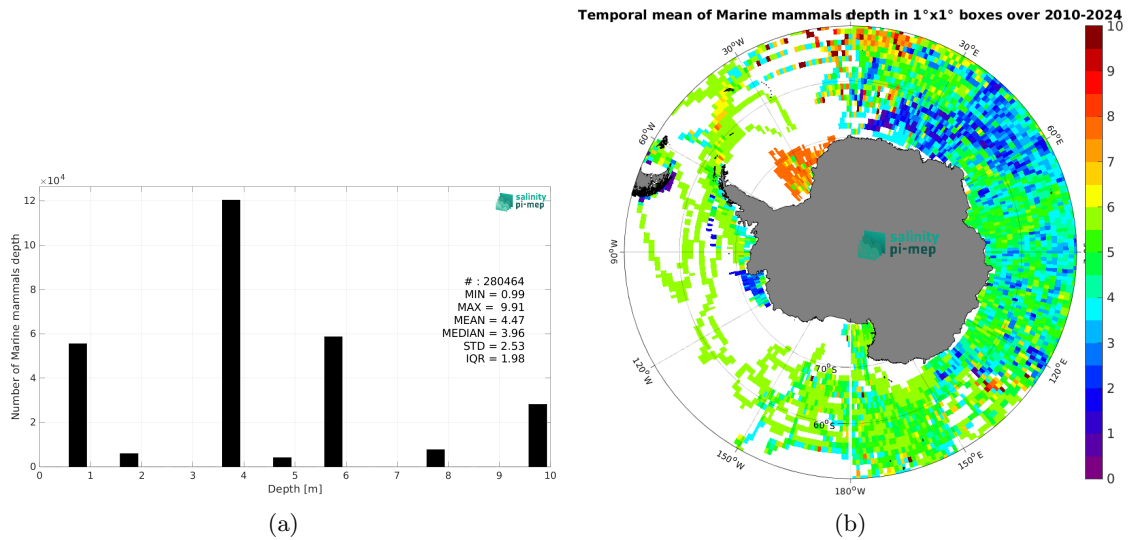 Temporal mean of Marine mammals depth in 1°x1° boxes over 2010-2024
×10⁴
12
10
8
6
4
2
0
Number of Marine mammals depth
0 1 2 3 4 5 6 7 8 9 10
Depth [m]
salinity
pi-mep
# : 280464
MIN = 0.99
MAX = 9.91
MEAN = 4.47
MEDIAN = 3.96
STD = 2.53
IQR = 1.98
(a)
30°W
30°E
60°W
60°E
90°W
120°W
120°E
150°W
150°E
180°W
70°S
60°S
salinity
pi-mep
10
9
8
7
6
5
4
3
2
1
0
(b)